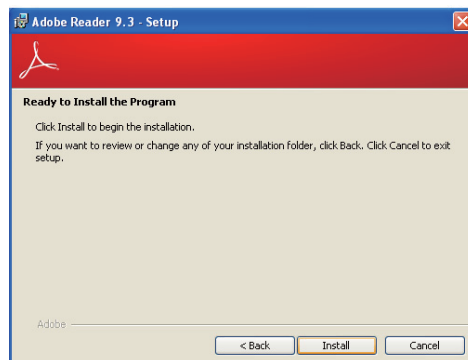 Adobe Reader 9.3 - Setup
Ready to Install the Program
Click Install to begin the installation.
If you want to review or change any of your installation folder, click Back. Click Cancel to exit
setup.
Adobe
< Back Install Cancel